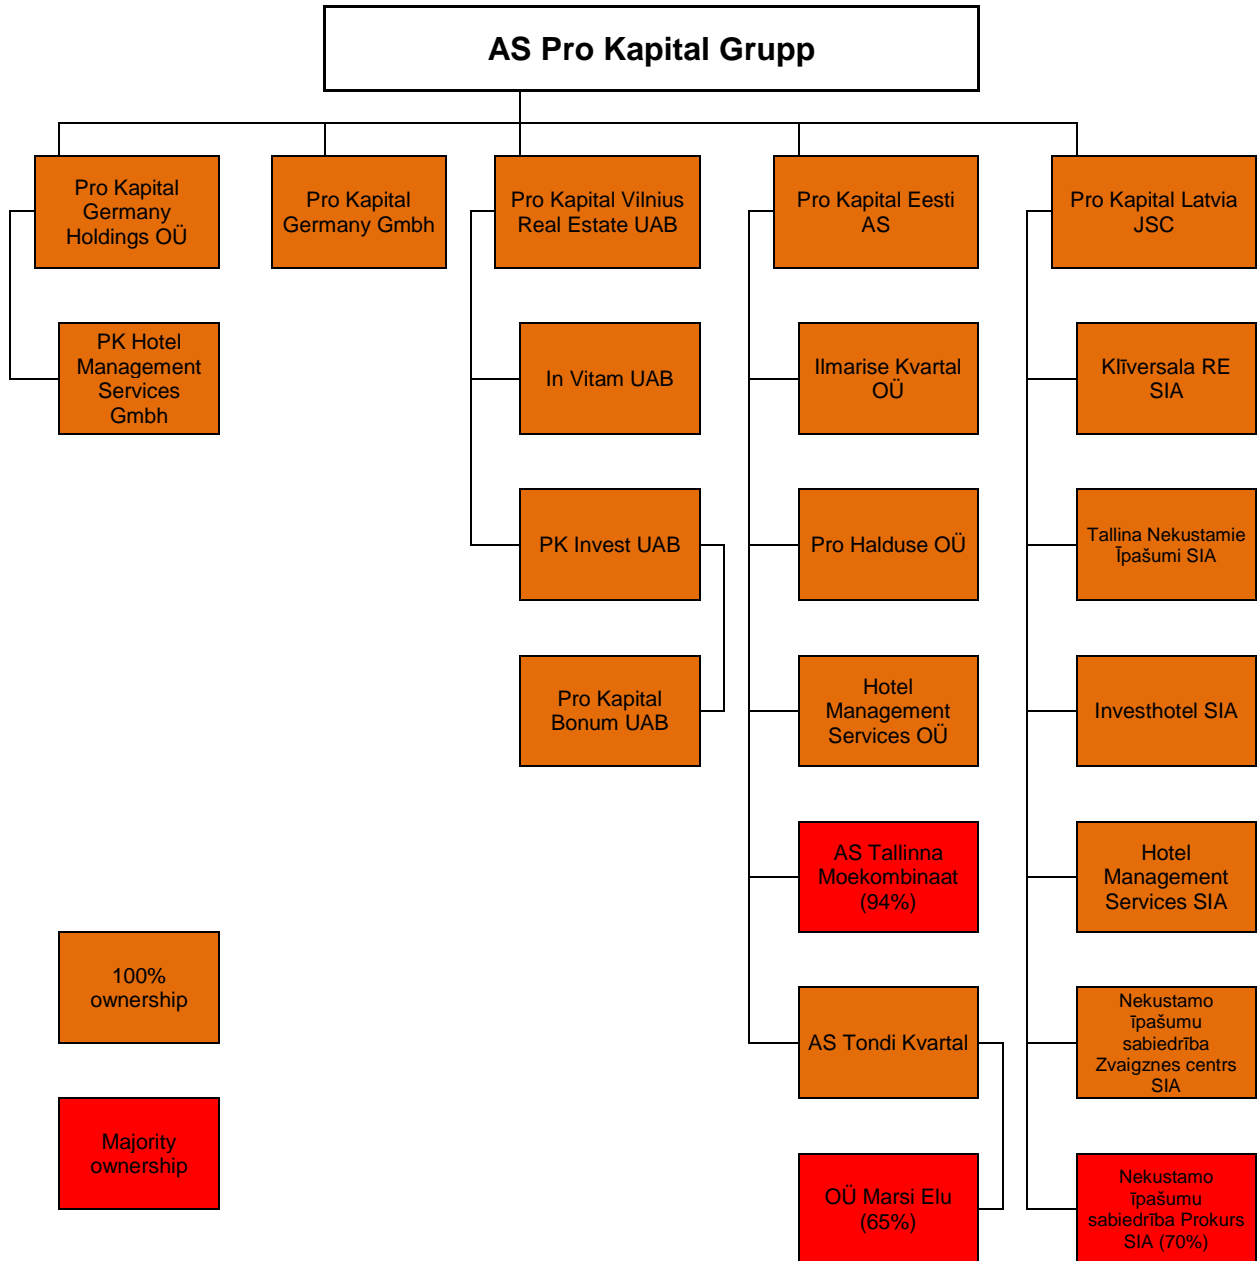 AS Pro Kapital Grupp
Pro Kapital
Germany
Holdings OÜ
Pro Kapital
Germany Gmbh
Pro Kapital Vilnius
Real Estate UAB
Pro Kapital Eesti
AS
Pro Kapital Latvia
JSC
PK Hotel
Management
Services
Gmbh
In Vitam UAB
Ilmarise Kvartal
OÜ
Klīversala RE
SIA
PK Invest UAB
Pro Halduse OÜ
Tallina Nekustamie
Īpašumi SIA
Pro Kapital
Bonum UAB
Hotel
Management
Services OÜ
Investhotel SIA
AS Tallinna
Moekombinaat
(94%)
Hotel
Management
Services SIA
100%
ownership
AS Tondi Kvartal
Nekustamo
īpašumu
sabiedrība
Zvaigznes centrs
SIA
Majority
ownership
OÜ Marsi Elu
(65%)
Nekustamo
īpašumu
sabiedrība Prokurs
SIA (70%)